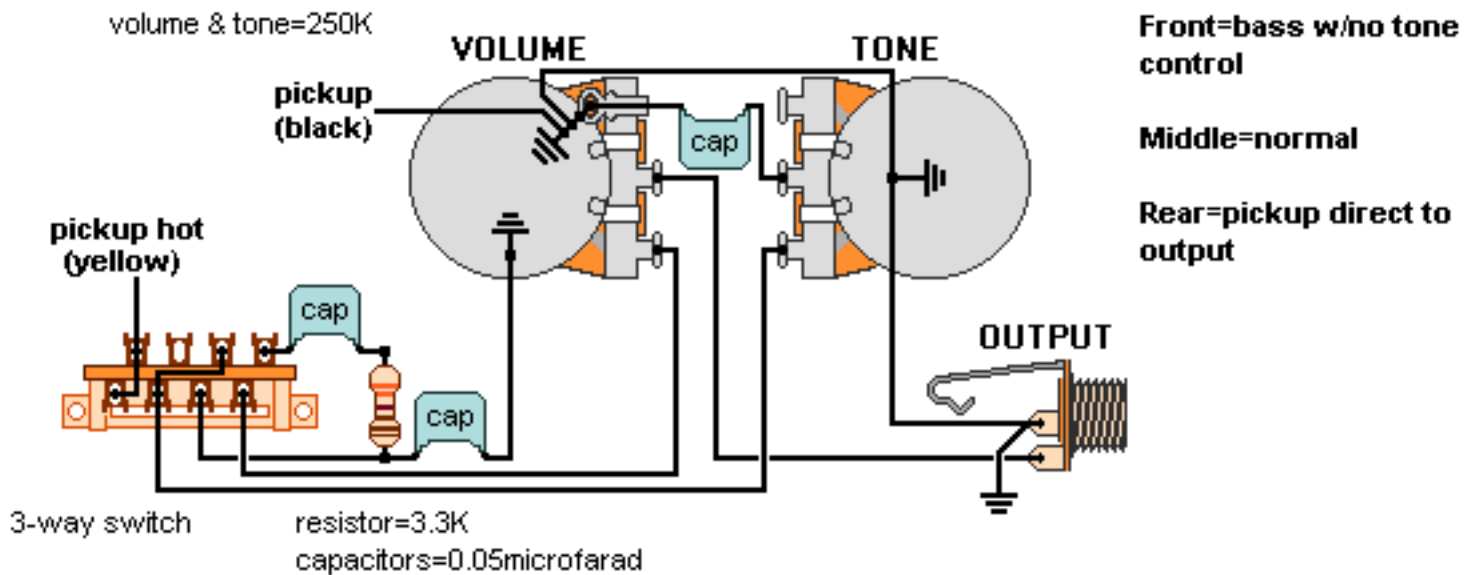 volume & tone=250K
VOLUME
TONE
Front=bass w/no tone
control
pickup
(black)
cap
Middle=normal
pickup hot
(yellow)
Rear=pickup direct to
output
cap
OUTPUT
cap
3-way switch
resistor=3.3K
capacitors=0.05microfarad